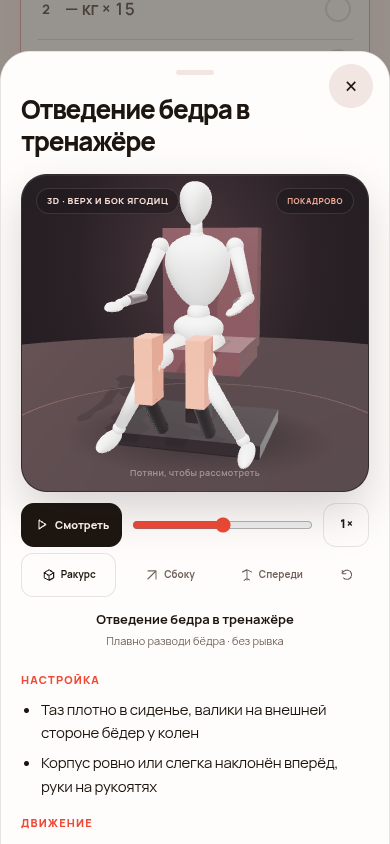 2 — кг × 15
Отведение бедра в
тренажёре
3D · ВЕРХ И БОК ЯГОДИЦ
ПОКАДРОВО
Потяни, чтобы рассмотреть
Смотреть
1×
Ракурс
Сбоку
Спереди
Отведение бедра в тренажёре
Плавно разводи бёдра · без рывка
НАСТРОЙКА
Таз плотно в сиденье, валики на внешней
стороне бёдер у колен
Корпус ровно или слегка наклонён вперёд,
руки на рукоятях
ДВИЖЕНИЕ